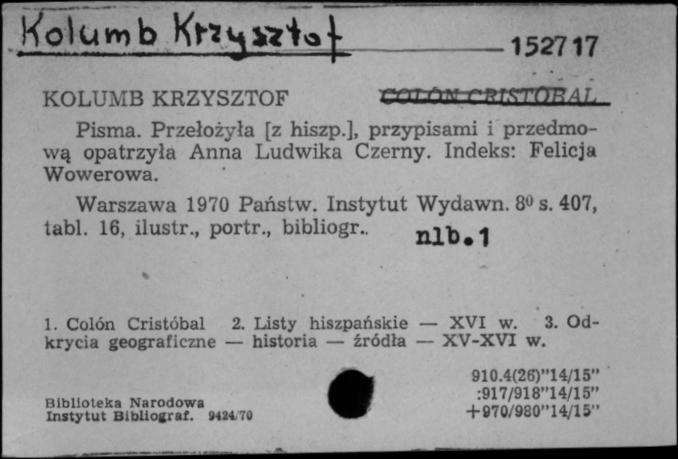 Kolumb Krzysztof
152717
KOLUMB KRZYSZTOF COLÓN CRISTOBAL
Pisma. Przełożyła [z hiszp.], przypisami i przedmo-
wą opatrzyła Anna Ludwika Czerny. Indeks: Felicja
Wowerowa.
Warszawa 1970 Państw. Instytut Wydawn. 8⁰ s. 407,
tabl. 16, ilustr., portr., bibliogr..
nlb.1
1. Colón Cristóbal 2. Listy hiszpańskie — XVI w. 3. Od-
krycia geograficzne — historia — źródła — XV-XVI w.
910.4(26)"14/15"
:917/918"14/15"
+970/980"14/15"
Biblioteka Narodowa
Instytut Bibliograf. 9424/70